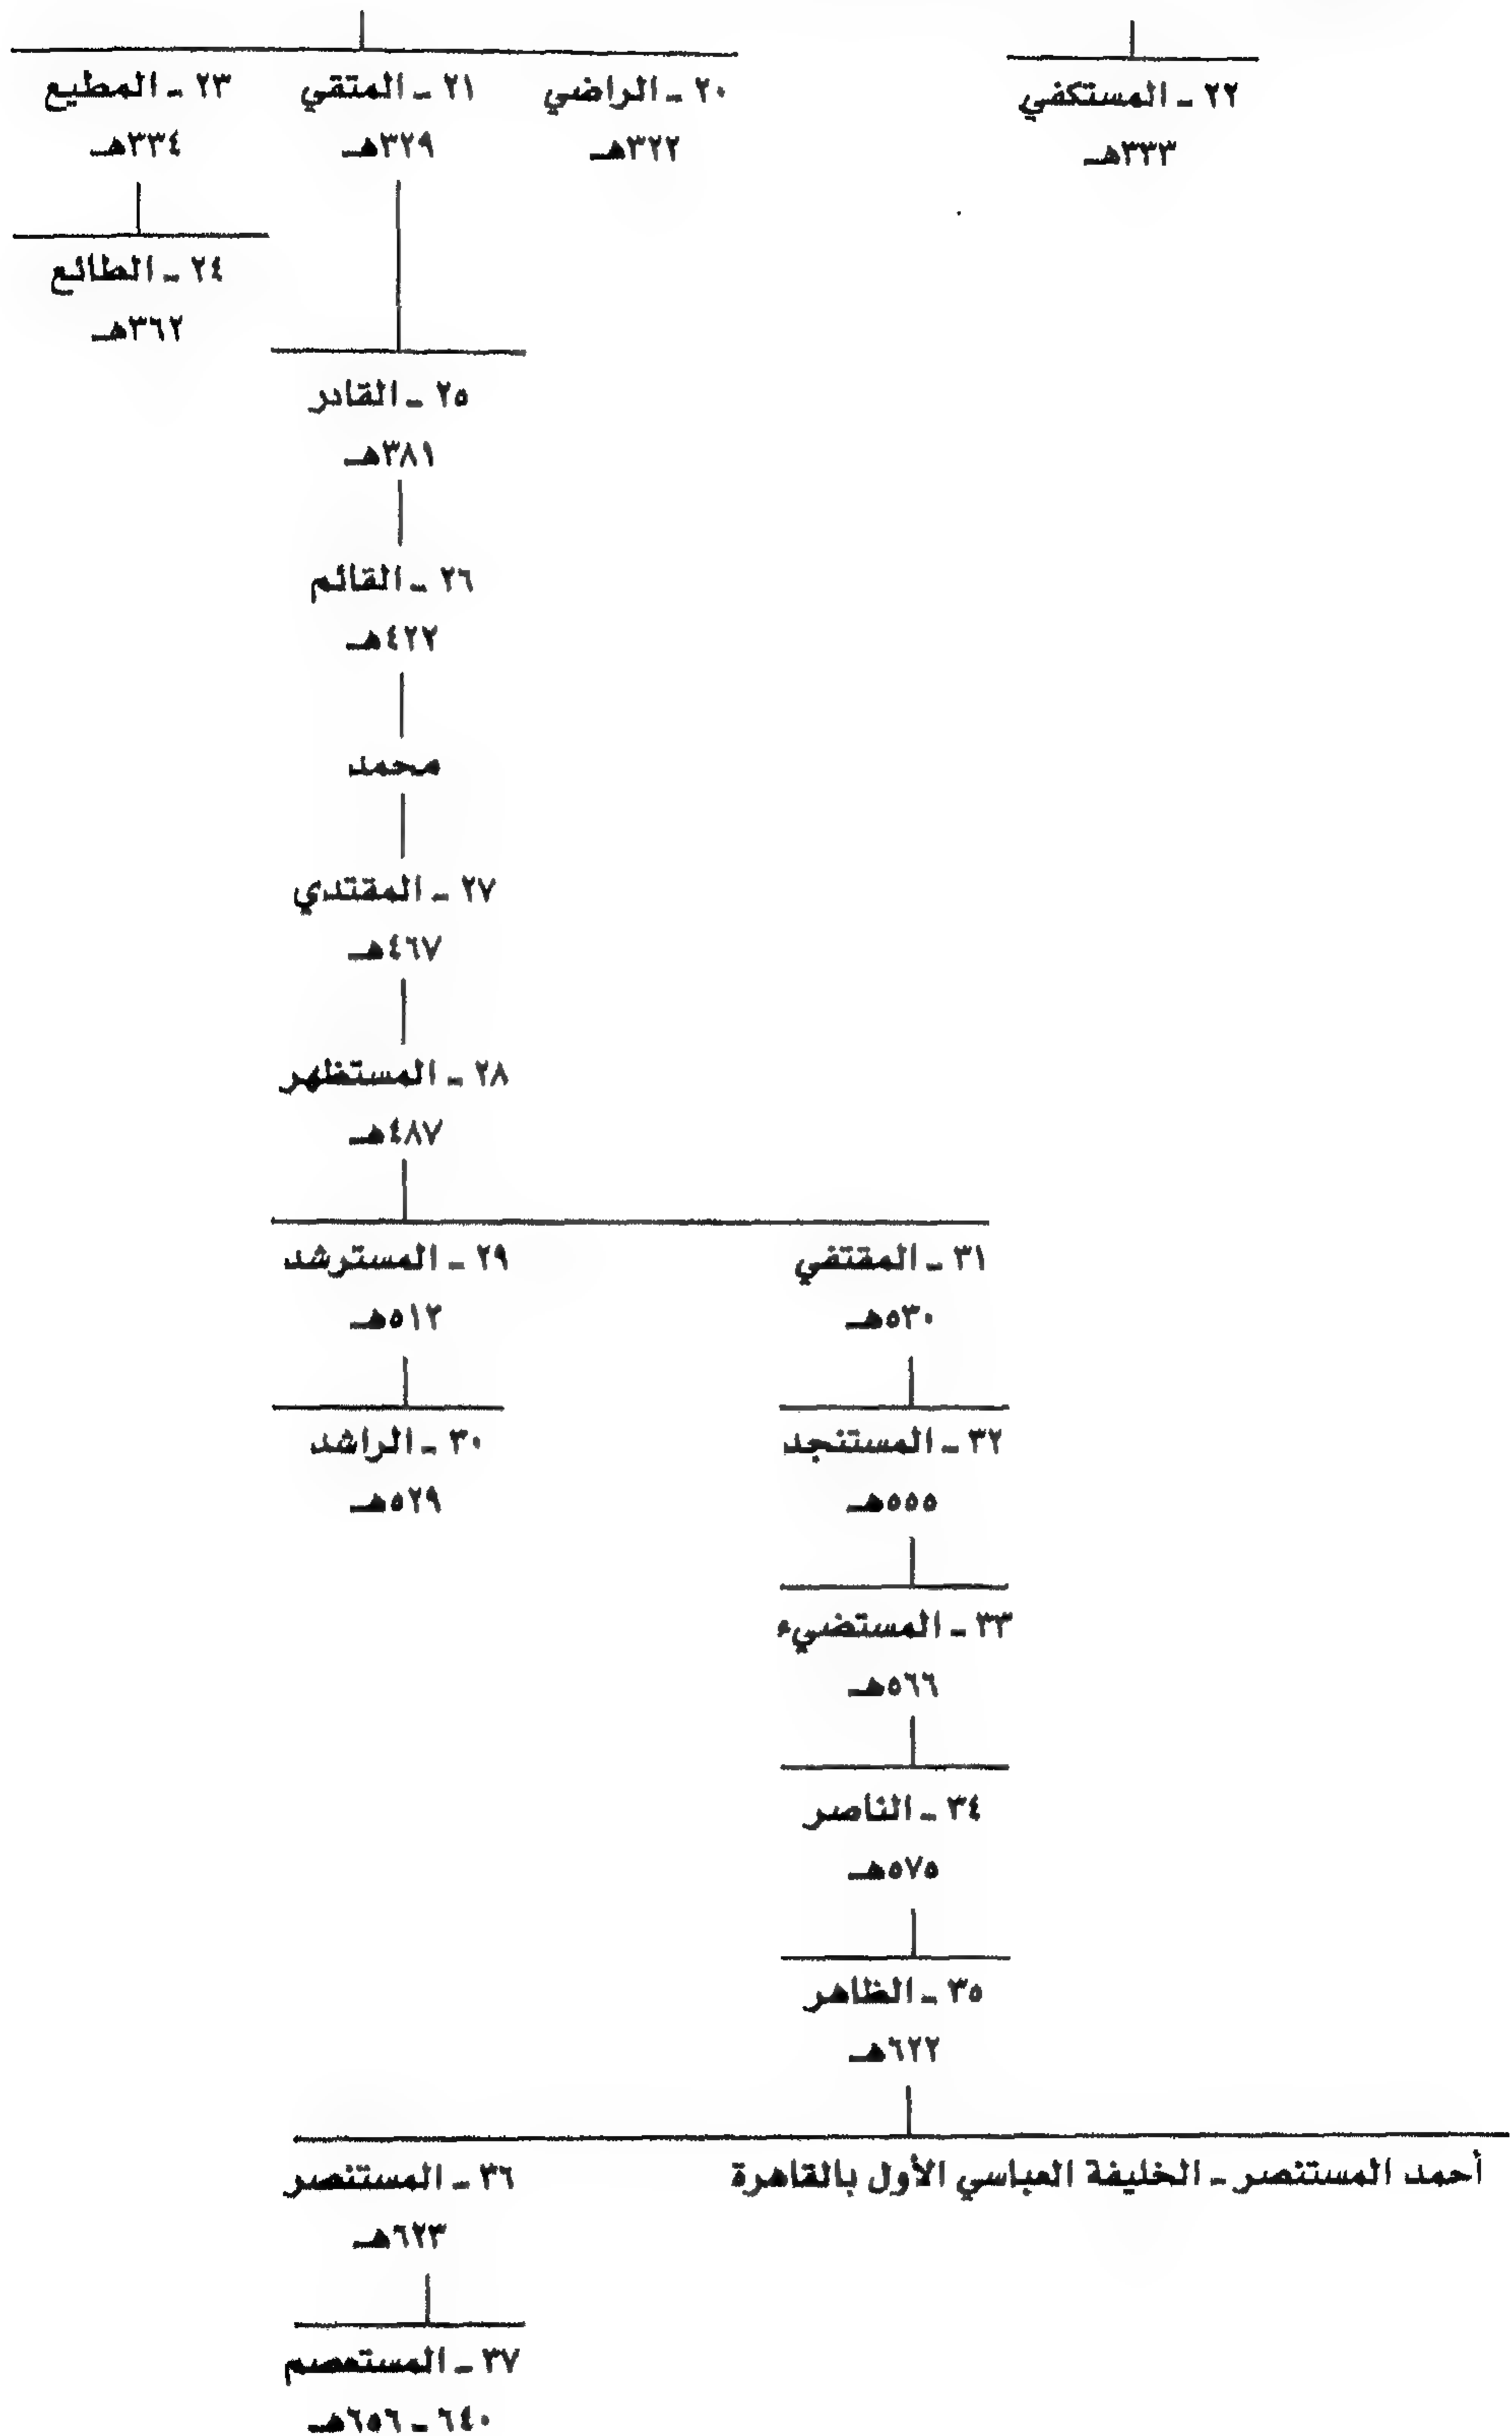 ٢٢ - المستكفي
٣٣٣هـ
٢٠ - الراضي
٣٢٢هـ
٢١ - المتقي
٣٢٩هـ
٢٣ - المطيع
٣٣٤هـ
٢٤ - الطائع
٣٦٢هـ
٢٥ - القادر
٣٨١هـ
٢٦ - القائم
٤٢٢هـ
محمد
٢٧ - المقتدي
٤٦٧هـ
٢٨ - المستظهر
٤٨٧هـ
٣١ - المقتفي
٥٣٠هـ
٢٩ - المسترشد
٥١٢هـ
٣٢ - المستنجد
٥٥٥هـ
٣٠ - الراشد
٥٢٩هـ
٣٣ - المستضيء
٥٦٦هـ
٣٤ - الناصر
٥٧٥هـ
٣٥ - الظاهر
٦٢٢هـ
أحمد المستنصر - الخليفة العباسي الأول بالقاهرة
٣٦ - المستنصر
٦٢٣هـ
٣٧ - المستعصم
٦٤٠ - ٦٥٦هـ